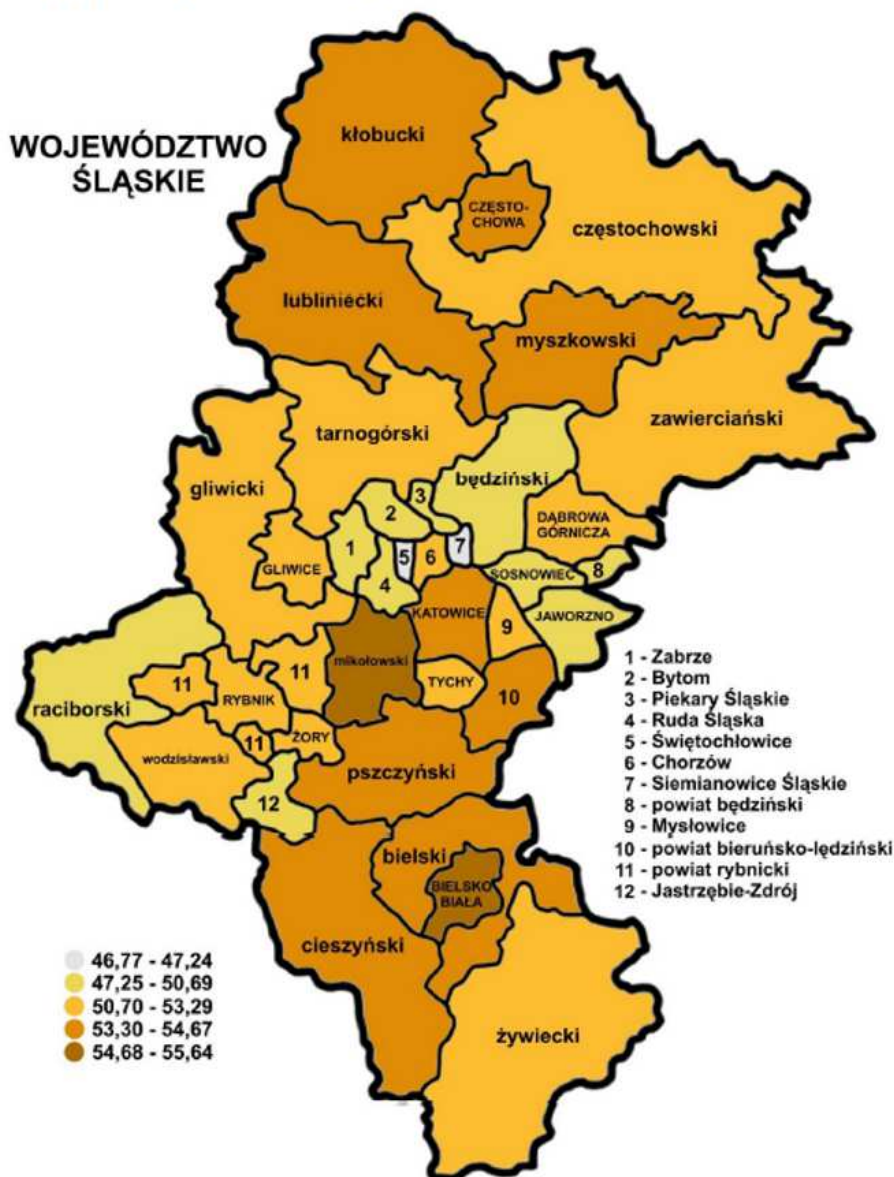 WOJEWÓDZTWO
ŚLĄSKIE
kłobucki
CZĘSTO-
CHOWA
częstochowski
lubliniecki
myszkowski
zawierciański
tarnogórski
gliwicki
będziński
DĄBROWA
GÓRNICZA
3
2
1
5
6
7
4
GLIWICE
SOSNOWIEC
8
KATOWICE
9
JAWORZNO
mikołowski
11
11
RYBNIK
TYCHY
10
raciborski
wodzisławski
11
ŻORY
12
pszczyński
bielski
BIELSKO
BIAŁA
cieszyński
żywiecki
1 - Zabrze
2 - Bytom
3 - Piekary Śląskie
4 - Ruda Śląska
5 - Świętochłowice
6 - Chorzów
7 - Siemianowice Śląskie
8 - powiat będziński
9 - Mysłowice
10 - powiat bieruńsko-lędziński
11 - powiat rybnicki
12 - Jastrzębie-Zdrój
46,77 - 47,24
47,25 - 50,69
50,70 - 53,29
53,30 - 54,67
54,68 - 55,64